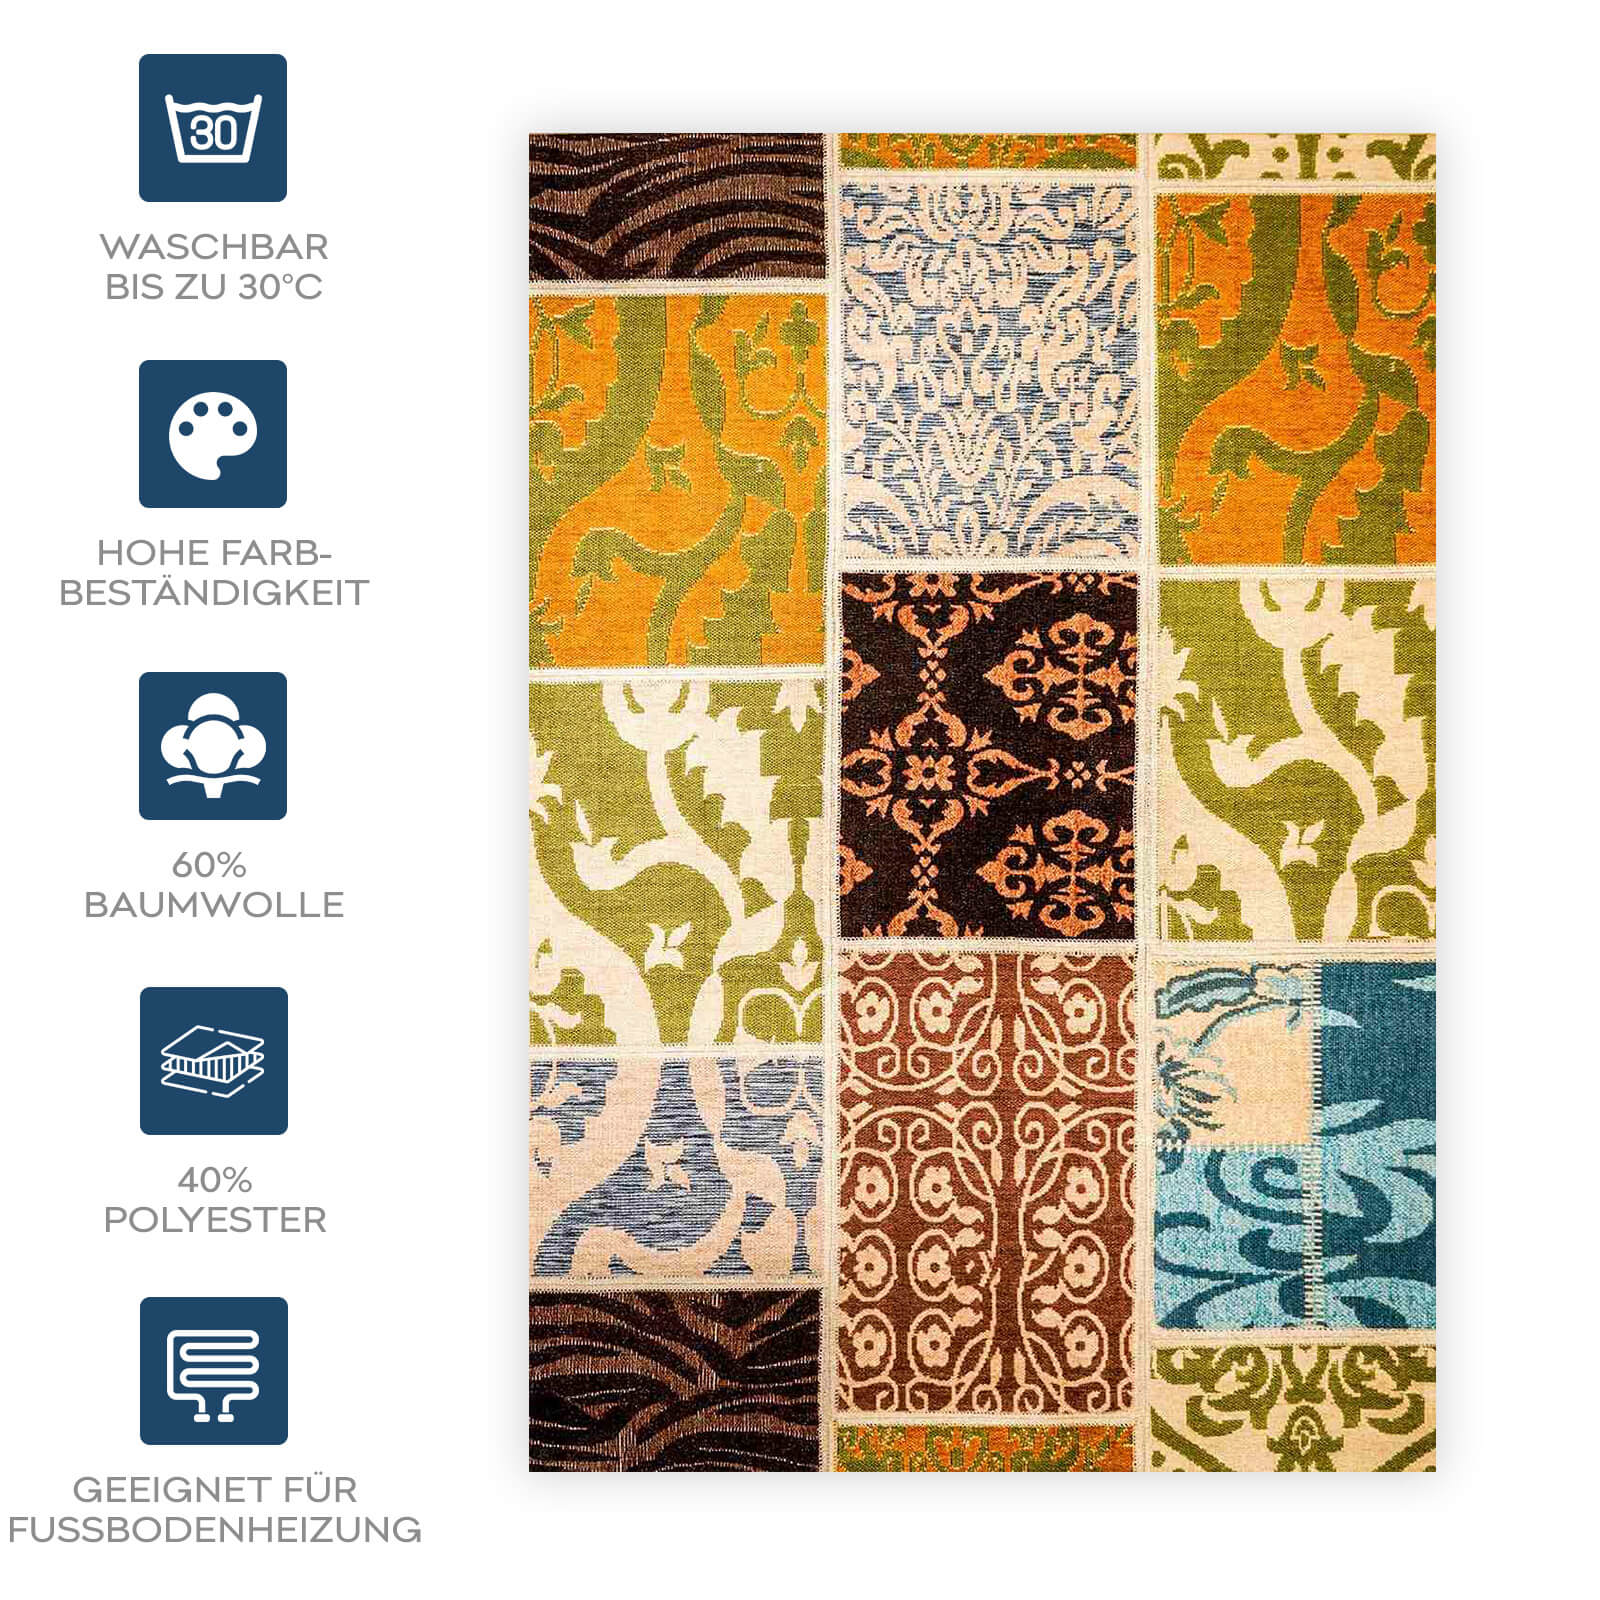 30
WASCHBAR
BIS ZU 30°C
HOHE FARB-
BESTÄNDIGKEIT
60%
BAUMWOLLE
40%
POLYESTER
GEEIGNET FÜR
FUSSBODENHEIZUNG